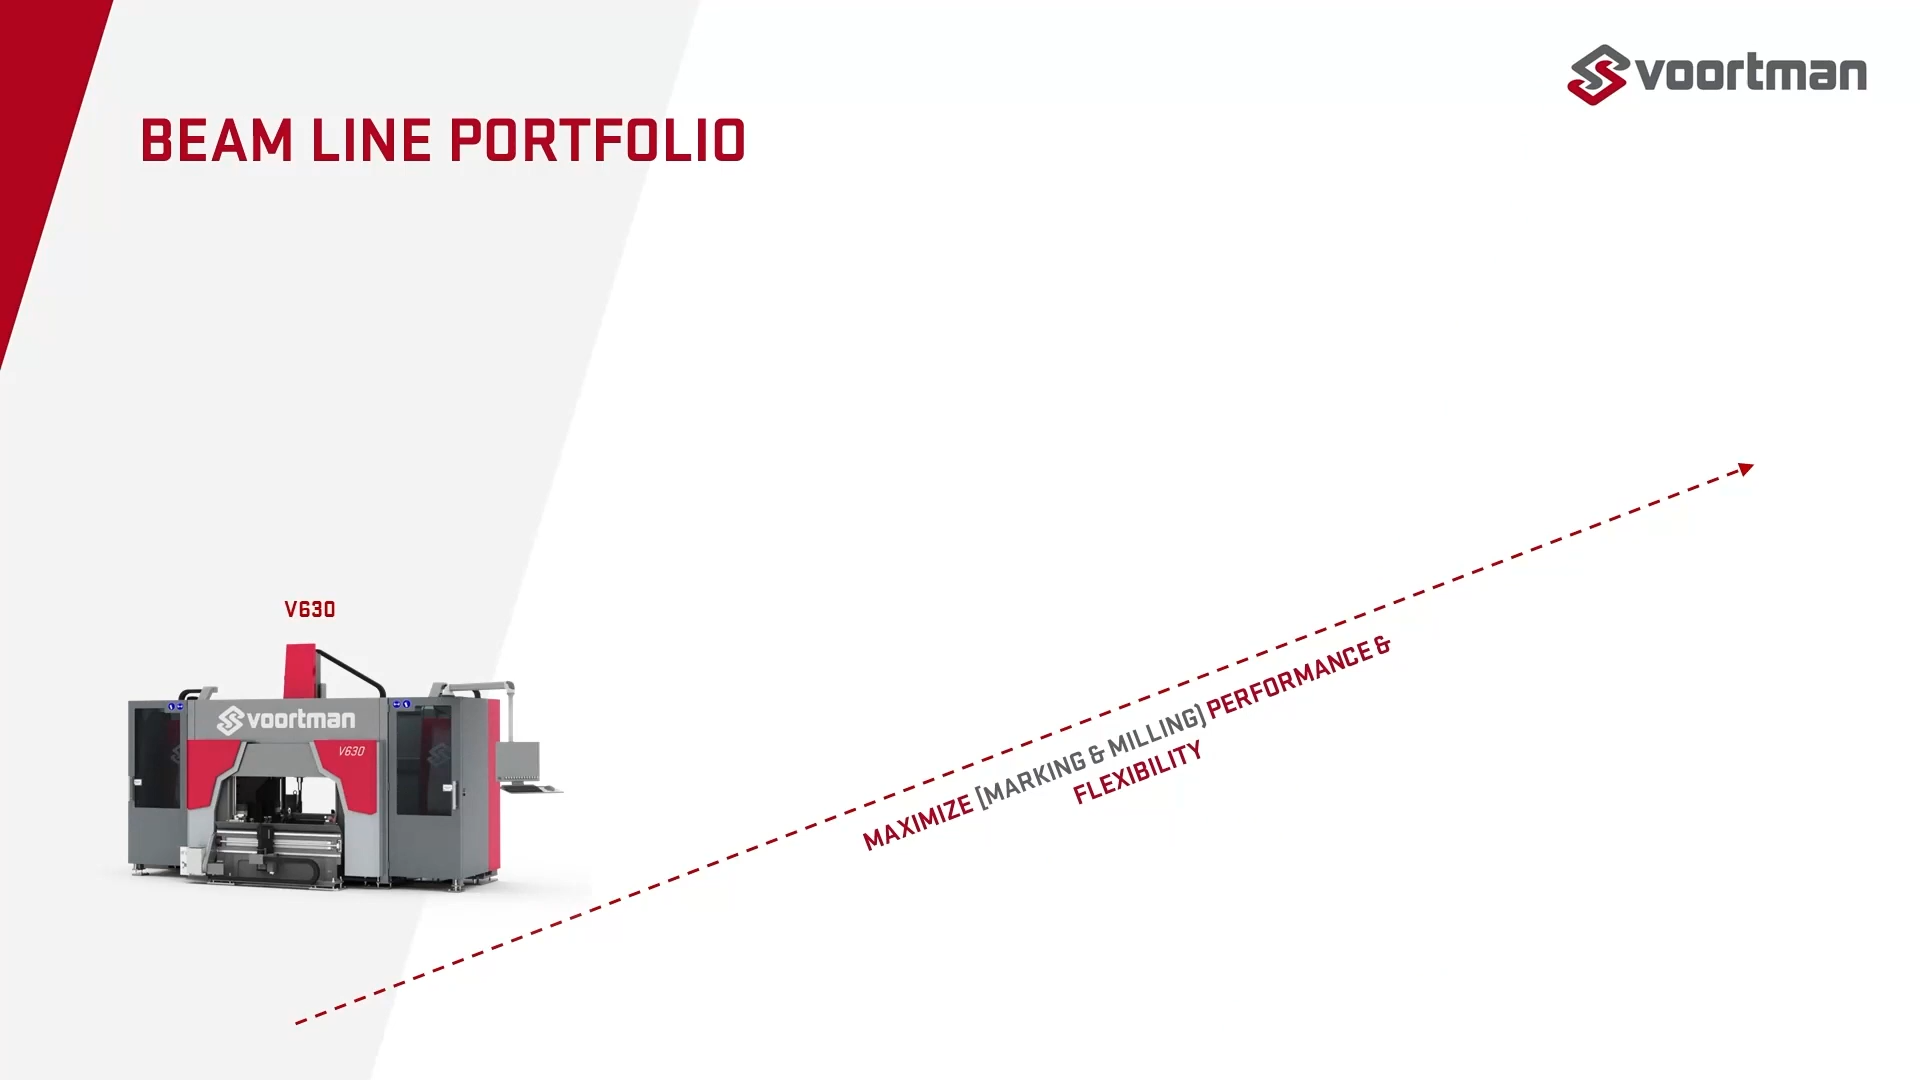 voortman
BEAM LINE PORTFOLIO
V630
voortman
V630
MAXIMIZE [MARKING & MILLING) PERFORMANCE &
FLEXIBILITY